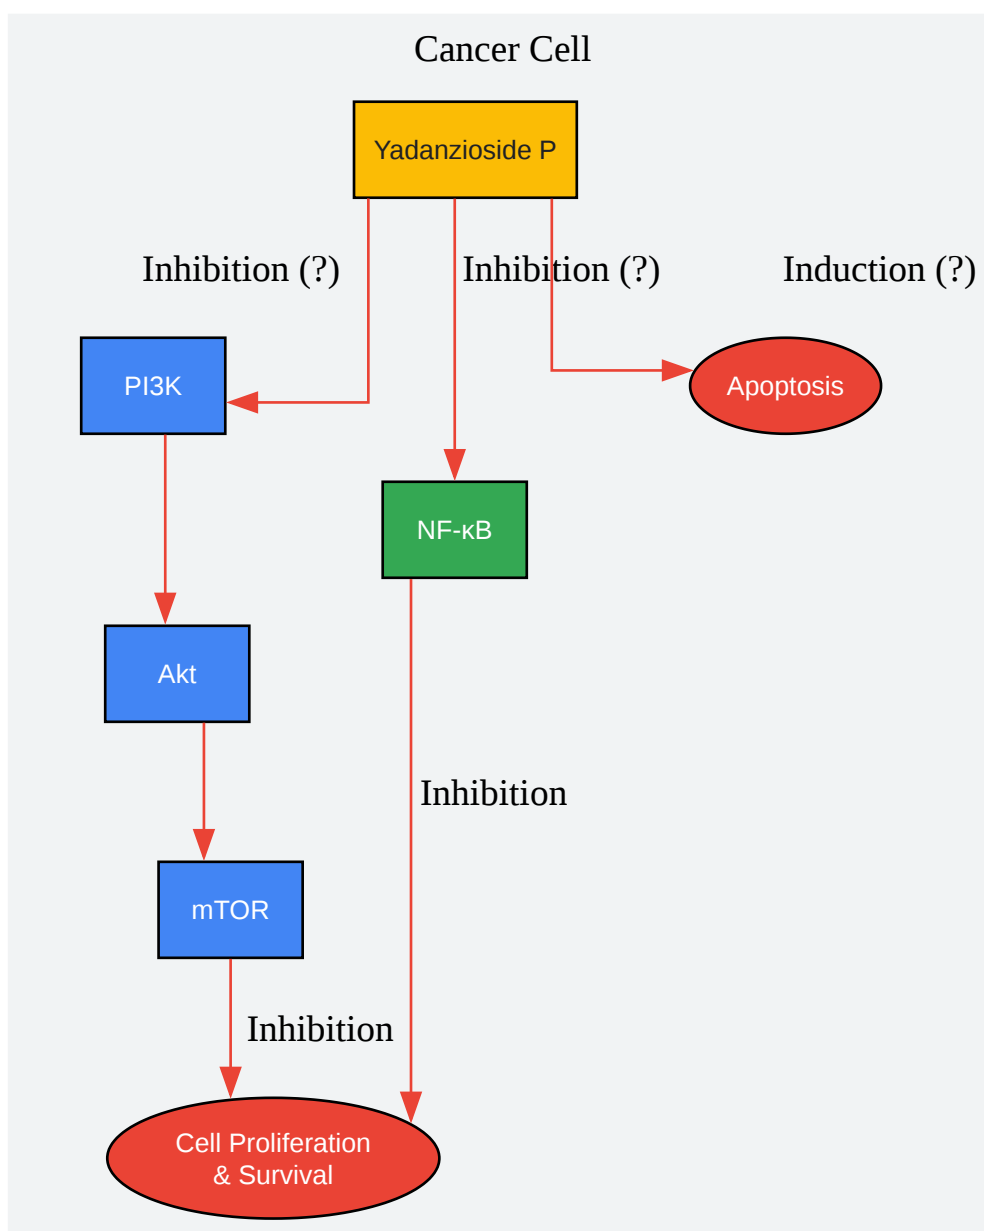 Cancer Cell
Yadanzioside P
Inhibition (?)
Inhibition (?)
Induction (?)
PI3K
Apoptosis
NF-κB
Akt
Inhibition
mTOR
Inhibition
Cell Proliferation
& Survival